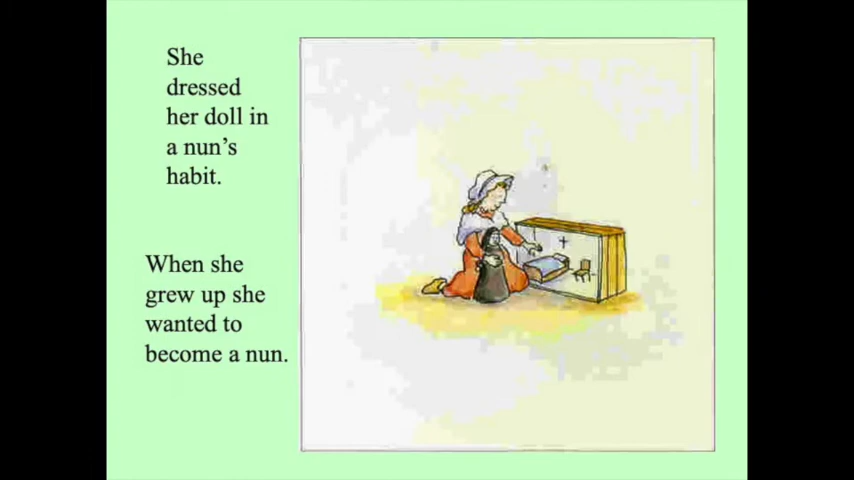 She
dressed
her doll in
a nun’s
habit.
When she
grew up she
wanted to
become a nun.